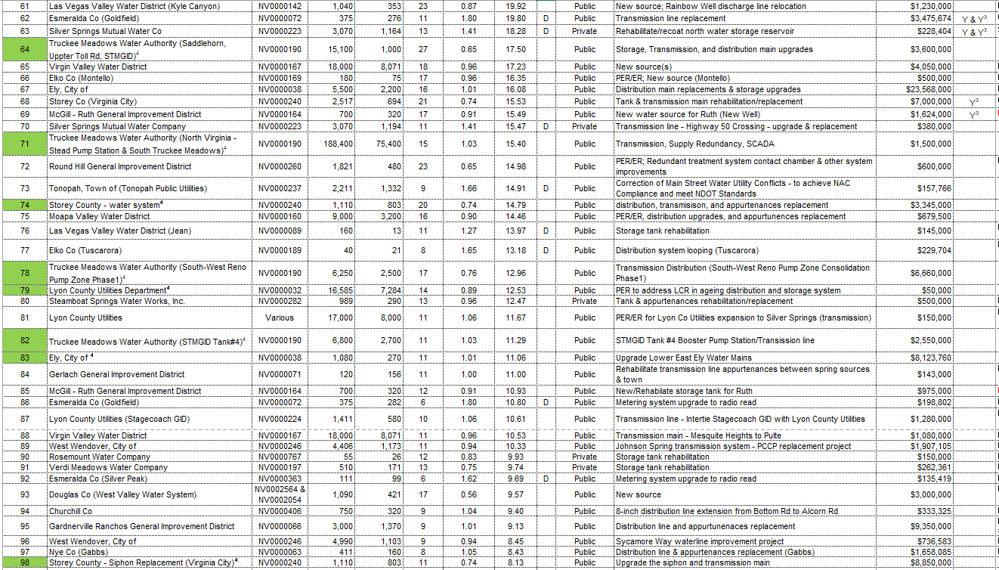 61 Las Vegas Valley Water District (Kyle Canyon) NV0000142 1,040 353 23 0.87 19.92 Public New source; Rainbow Well discharge line relocation $1,230,000
62 Esmeralda Co (Goldfield) NV0000072 375 276 11 1.80 19.80 D Public Transmission line replacement $3,475,674 Y & Y³
63 Silver Springs Mutual Water Co NV0000223 3,070 1,164 13 1.41 18.28 D Private Rehabilitate/recoat north water storage reservoir $228,404 Y & Y³
64 Truckee Meadows Water Authority (Saddlehorn, Uppter Toll Rd, STMGID)⁴ NV0000190 15,100 1,000 27 0.65 17.50 Public Storage, Transmission, and distribution main upgrades $3,600,000
65 Virgin Valley Water District NV0000167 18,000 8,071 18 0.96 17.23 Public New source(s) $4,050,000
66 Elko Co (Montello) NV0000169 180 75 17 0.96 16.35 Public PER/ER; New source (Montello) $500,000
67 Ely, City of NV0000038 5,500 2,200 16 1.01 16.08 Public Distribution main replacements & storage upgrades $23,568,000
68 Storey Co (Virginia City) NV0000240 2,517 694 21 0.74 15.53 Public Tank & transmission main rehabilitation/replacement $7,000,000 Y³
69 McGill - Ruth General Improvement District NV0000164 700 320 17 0.91 15.49 Public New water source for Ruth (New Well) $1,624,000 Y³
70 Silver Springs Mutual Water Company NV0000223 3,070 1,194 11 1.41 15.47 D Private Transmission line - Highway 50 Crossing - upgrade & replacement $380,000
71 Truckee Meadows Water Authority (North Virginia - Stead Pump Station & South Truckee Meadows)⁴ NV0000190 188,400 75,400 15 1.03 15.40 Public Transmission, Supply Redundancy, SCADA $1,500,000
72 Round Hill General Improvement District NV0000260 1,821 480 23 0.65 14.98 Public PER/ER; Redundant treated system contact chamber & other system improvements $600,000
73 Tonopah, Town of (Tonopah Public Utilities) NV0000237 2,211 1,332 9 1.66 14.91 D Public Correction of Main Street Water Utility Conflicts - to achieve NAC Compliance and meet NDOT Standards $157,766
74 Storey County - water system⁴ NV0000240 1,110 803 20 0.74 14.79 Public distribution, transmisison, and appurtenances replacement $3,345,000
75 Moapa Valley Water District NV0000160 9,000 3,200 16 0.90 14.46 Public PER/ER, distribution upgrades, and appurtunences replacement $679,500
76 Las Vegas Valley Water District (Jean) NV0000089 160 13 11 1.27 13.97 D Public Storage tank rehabilitation $145,000
77 Elko Co (Tuscarora) NV0000189 40 21 8 1.65 13.18 D Public Distribution system looping (Tuscarora) $229,704
78 Truckee Meadows Water Authority (South-West Reno Pump Zone Phase1)⁴ NV0000190 6,250 2,500 17 0.76 12.96 Public Transmission Distribution (South-West Reno Pump Zone Consolidation Phase1) $6,660,000
79 Lyon County Utilities Department⁴ NV0000032 16,585 7,284 14 0.89 12.53 Public PER to address LCR in ageing distribution and storage system $50,000
80 Steamboat Springs Water Works, Inc. NV0000282 989 290 13 0.96 12.47 Private Tank & appurtenances rehabilitation/replacement $500,000
81 Lyon County Utilities Various 17,000 8,000 11 1.06 11.67 Public PER/ER for Lyon Co Utilities expansion to Silver Springs (transmission) $150,000
82 Truckee Meadows Water Authority (STMGID Tank#4)⁴ NV0000190 6,800 2,700 11 1.03 11.29 Public STMGID Tank #4 Booster Pump Station/Transission line $2,550,000
83 Ely, City of ⁴ NV0000038 1,080 270 11 1.01 11.06 Public Upgrade Lower East Ely Water Mains $8,123,760
84 Gerlach General Improvement District NV0000071 120 156 11 1.00 11.00 Public Rehabilitate transmission line appurtenances between spring sources & town $143,000
85 McGill - Ruth General Improvement District NV0000164 700 320 12 0.91 10.93 Public New/Rehabilate storage tank for Ruth $975,000
86 Esmeralda Co (Goldfield) NV0000072 375 282 6 1.80 10.80 D Public Metering system upgrade to radio read $198,802
87 Lyon County Utilities (Stagecoach GID) NV0000224 1,411 580 10 1.06 10.61 Public Transmission line - Intertie Stagecoach GID with Lyon County Utilities $1,280,000
88 Virgin Valley Water District NV0000167 18,000 8,071 11 0.96 10.53 Public Transmission main - Mesquite Heights to Pulte $1,080,000
89 West Wendover, City of NV0000246 4,406 1,173 11 0.94 10.33 Public Johnson Spring transmission system - PCCP replacement project $1,907,105
90 Rosemount Water Company NV0000767 55 26 12 0.83 9.93 Private Storage tank rehabilitation $150,000
91 Verdi Meadows Water Company NV0000197 510 171 13 0.75 9.74 Private Storage tank rehabilitation $262,361
92 Esmeralda Co (Silver Peak) NV0000363 111 99 6 1.62 9.69 D Public Metering system upgrade to radio read $135,419
93 Douglas Co (West Valley Water System) NV0002564 & NV0002054 1,090 421 17 0.56 9.57 Public New source $3,000,000
94 Churchill Co NV0000406 750 320 9 1.04 9.40 Public 8-inch distribution line extension from Bottom Rd to Alcorn Rd $333,325
95 Gardnerville Ranchos General Improvement District NV0000066 3,000 1,370 9 1.01 9.13 Public Distribution line and appurtunenaces replacement $9,350,000
96 West Wendover, City of NV0000246 4,990 1,103 9 0.94 8.45 Public Sycamore Way waterline improvement project $736,583
97 Nye Co (Gabbs) NV0000063 411 160 8 1.05 8.43 Public Distribution line & appurtenances replacement (Gabbs) $1,658,085
98 Storey County - Siphon Replacement (Virginia City)⁴ NV0000240 1,110 803 11 0.74 8.13 Public Upgrade the siphon and transmission main $8,850,000